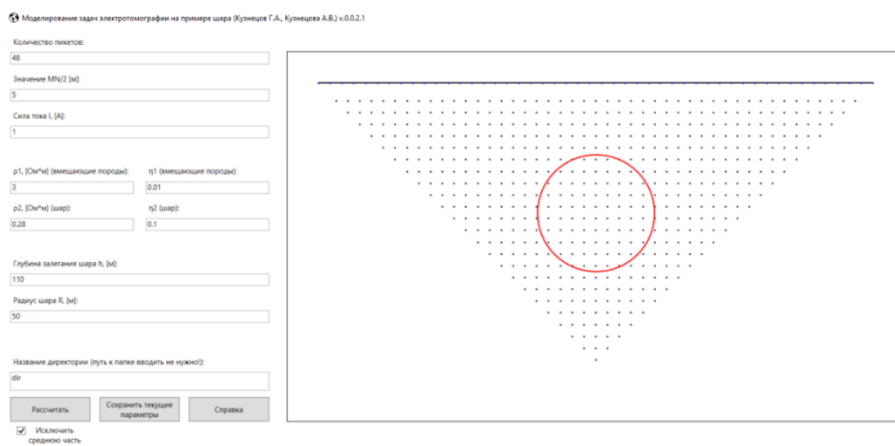 Моделирование задач электротомографии на примере шара (Кузнецов Г.А., Кузнецова А.В.) v.0.0.2.1
Количество пикетов:
48
Значение MN/2 [м]:
5
Сила тока I, [А]:
1
ρ1, [Ом*м] (вмещающие породы):
η1 (вмещающие породы):
3
0.01
ρ2, [Ом*м] (шар):
η2 (шар):
0.28
0.1
Глубина залегания шара h, [м]:
110
Радиус шара R, [м]:
50
Название директории (путь к папке вводить не нужно!):
dir
Рассчитать
Сохранить текущие
параметры
Справка
Исключить
среднюю часть